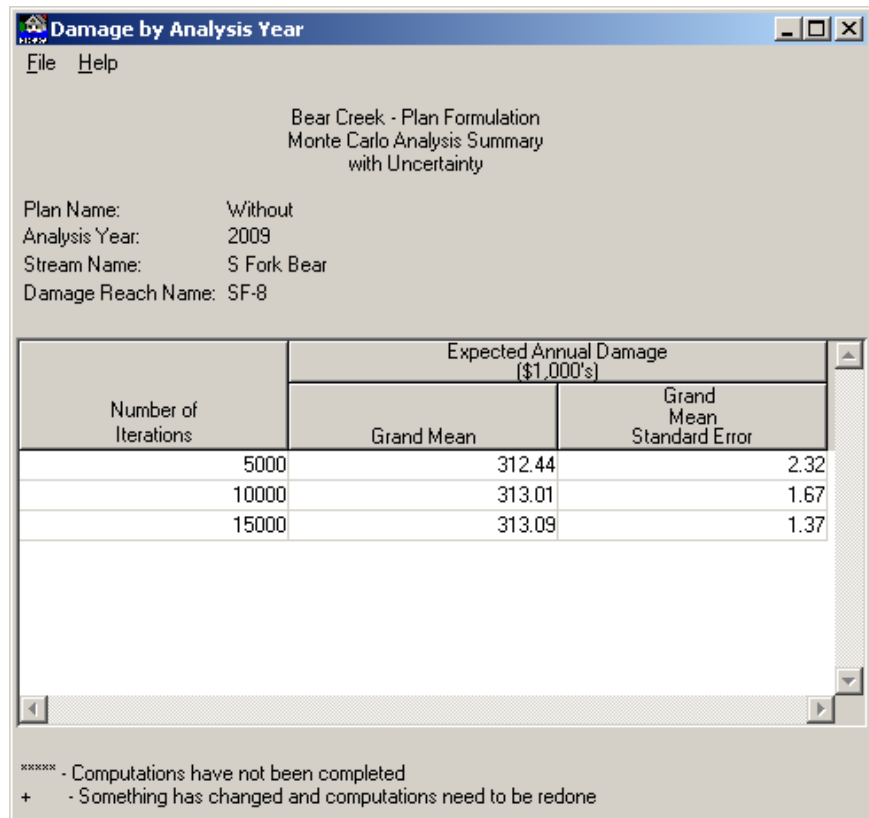 Damage by Analysis Year
File Help
Bear Creek - Plan Formulation
Monte Carlo Analysis Summary
with Uncertainty
Plan Name: Without
Analysis Year: 2009
Stream Name: S Fork Bear
Damage Reach Name: SF-8
Expected Annual Damage
($1,000's)
Number of
Iterations
Grand Mean
Grand
Mean
Standard Error
5000 312.44 2.32
10000 313.01 1.67
15000 313.09 1.37
***** - Computations have not been completed
+ - Something has changed and computations need to be redone